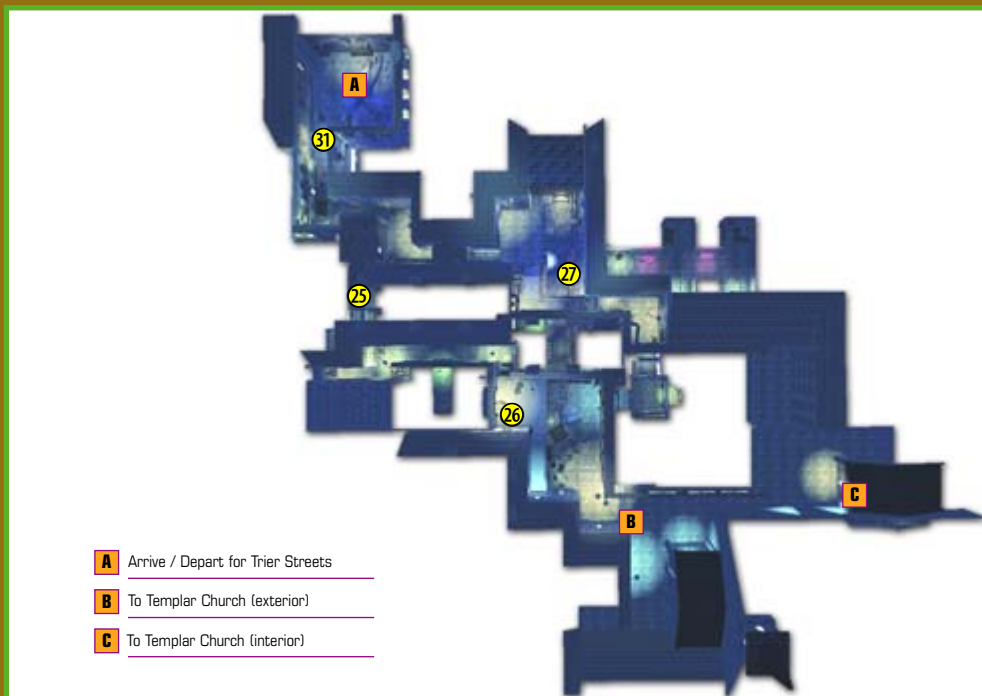 A
31
27
25
26
C
B
A Arrive / Depart for Trier Streets
B To Templar Church (exterior)
C To Templar Church (interior)